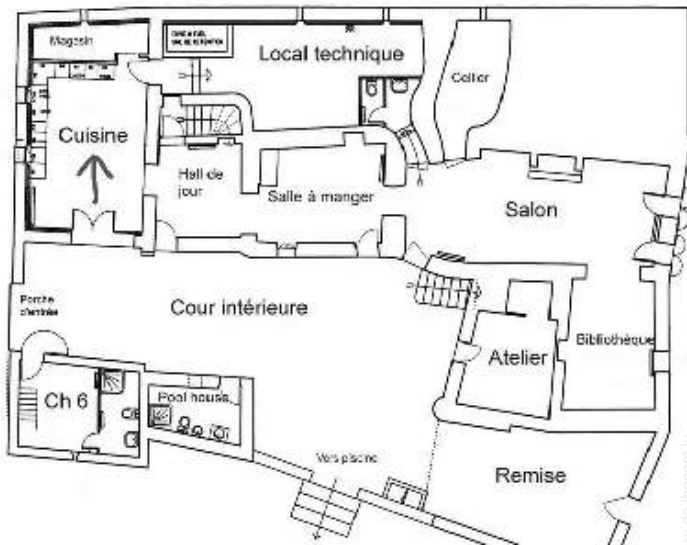 Magasin
Local technique
Cellier
Cuisine
Hall de
jour
Salle à manger
Salon
Porche
d'entrée
Cour intérieure
Bibliothèque
Atelier
Ch 6
Pool house
Vers piscine
Remise